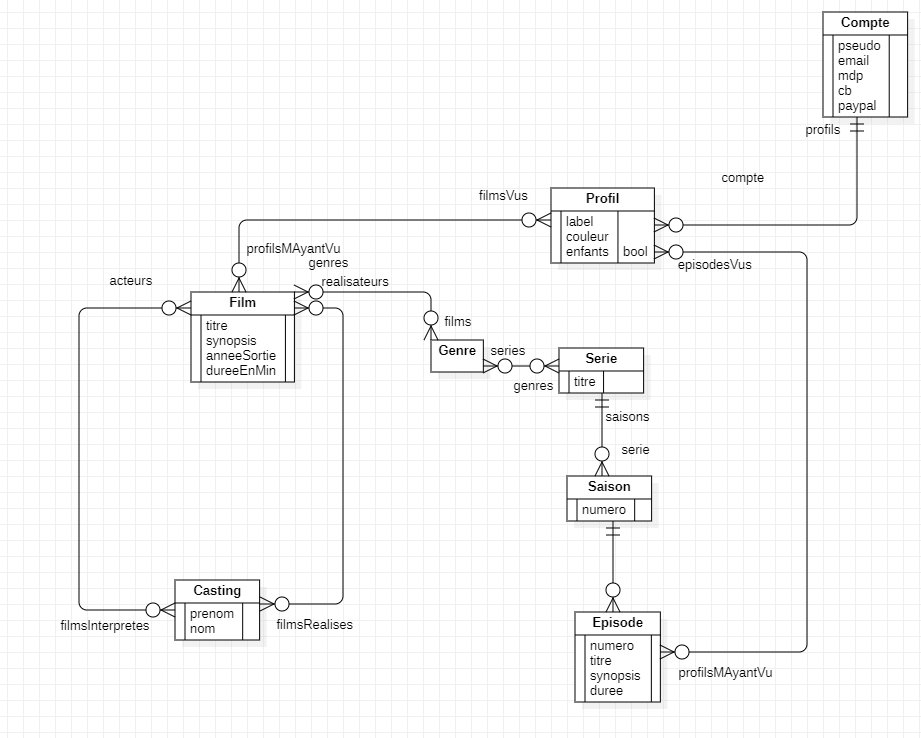 Compte
pseudo
email
mdp
cb
paypal
profils
compte
filmsVus
Profil
label
couleur
enfants bool
episodesVus
profilsMAyantVu
genres
realisateurs
acteurs
Film
titre
synopsis
anneeSortie
dureeEnMin
films
Genre
series
genres
Serie
titre
saisons
serie
Saison
numero
Casting
prenom
nom
filmsInterpretes
filmsRealises
Episode
numero
titre
synopsis
duree
profilsMAyantVu